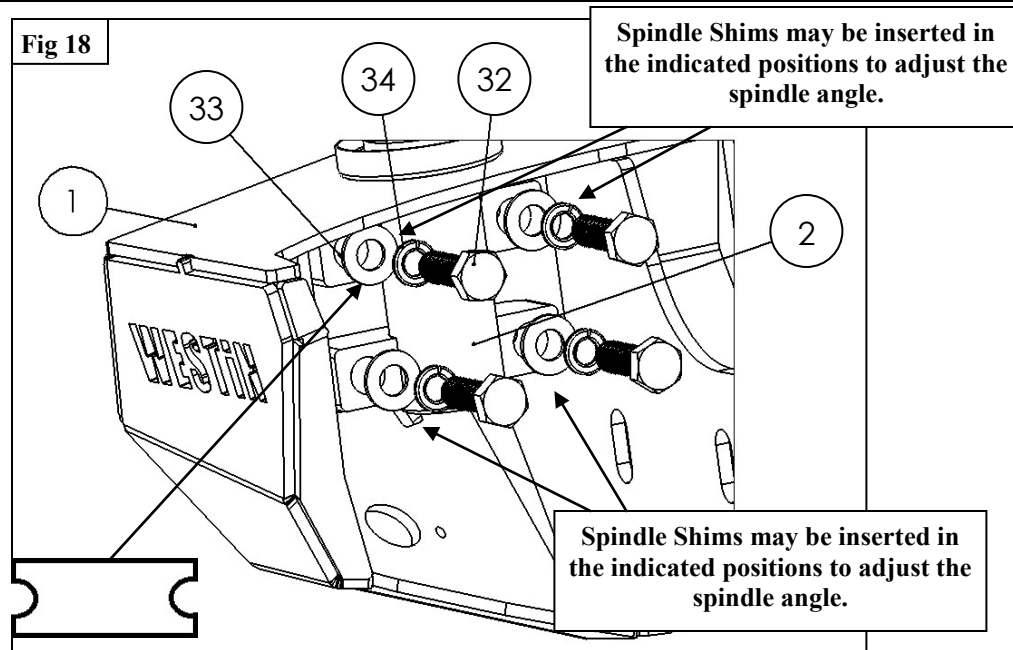 Fig 18
Spindle Shims may be inserted in
the indicated positions to adjust the
spindle angle.
33
34
32
1
2
WESTiX
Spindle Shims may be inserted in
the indicated positions to adjust the
spindle angle.